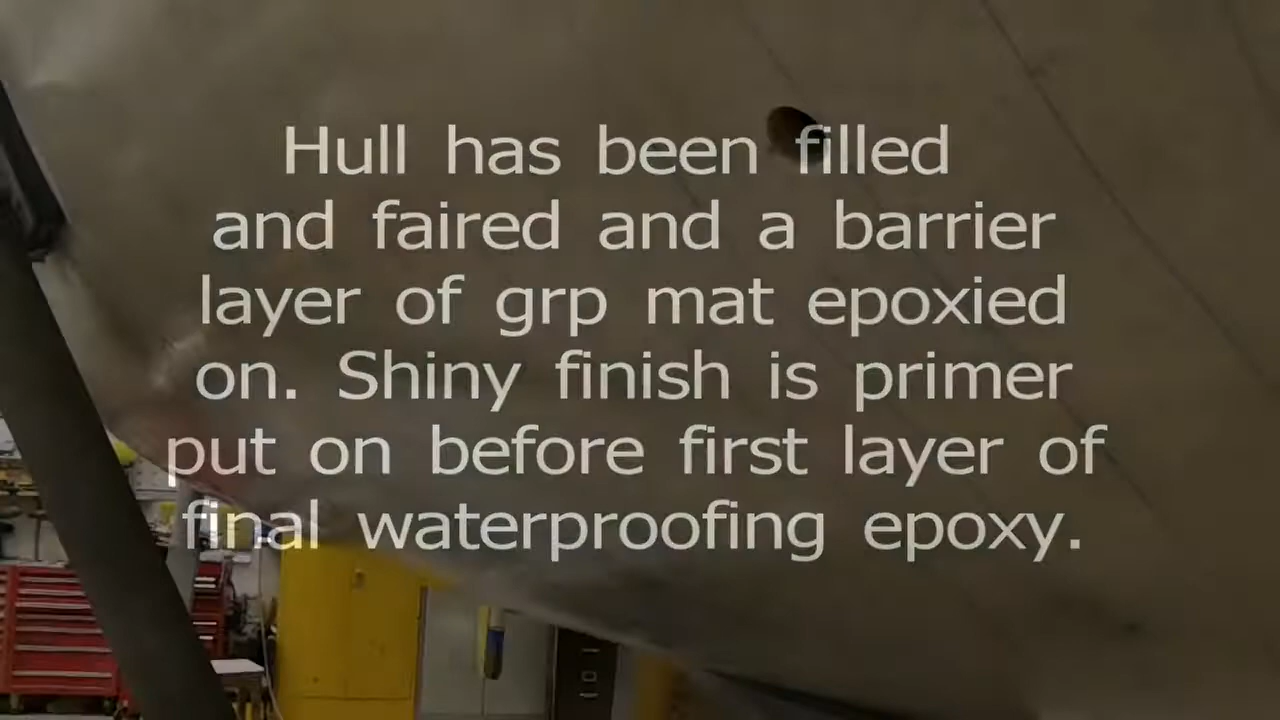 Hull has been filled
and faired and a barrier
layer of grp mat epoxied
on. Shiny finish is primer
put on before first layer of
final waterproofing epoxy.